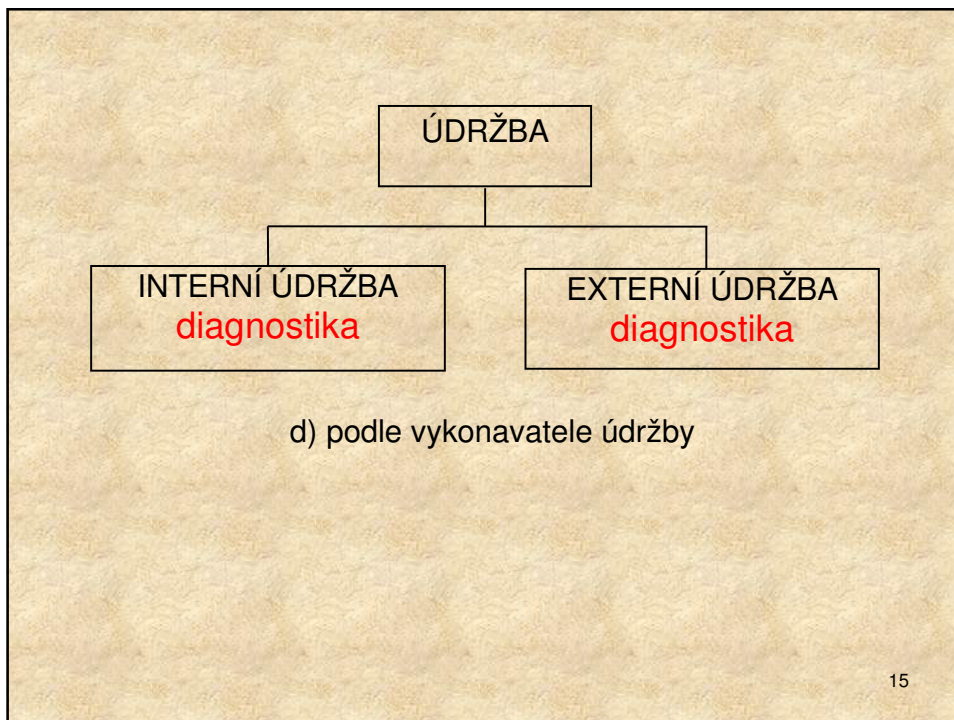 ÚDRŽBA
INTERNÍ ÚDRŽBA
diagnostika
EXTERNÍ ÚDRŽBA
diagnostika
d) podle vykonavatele údržby
15